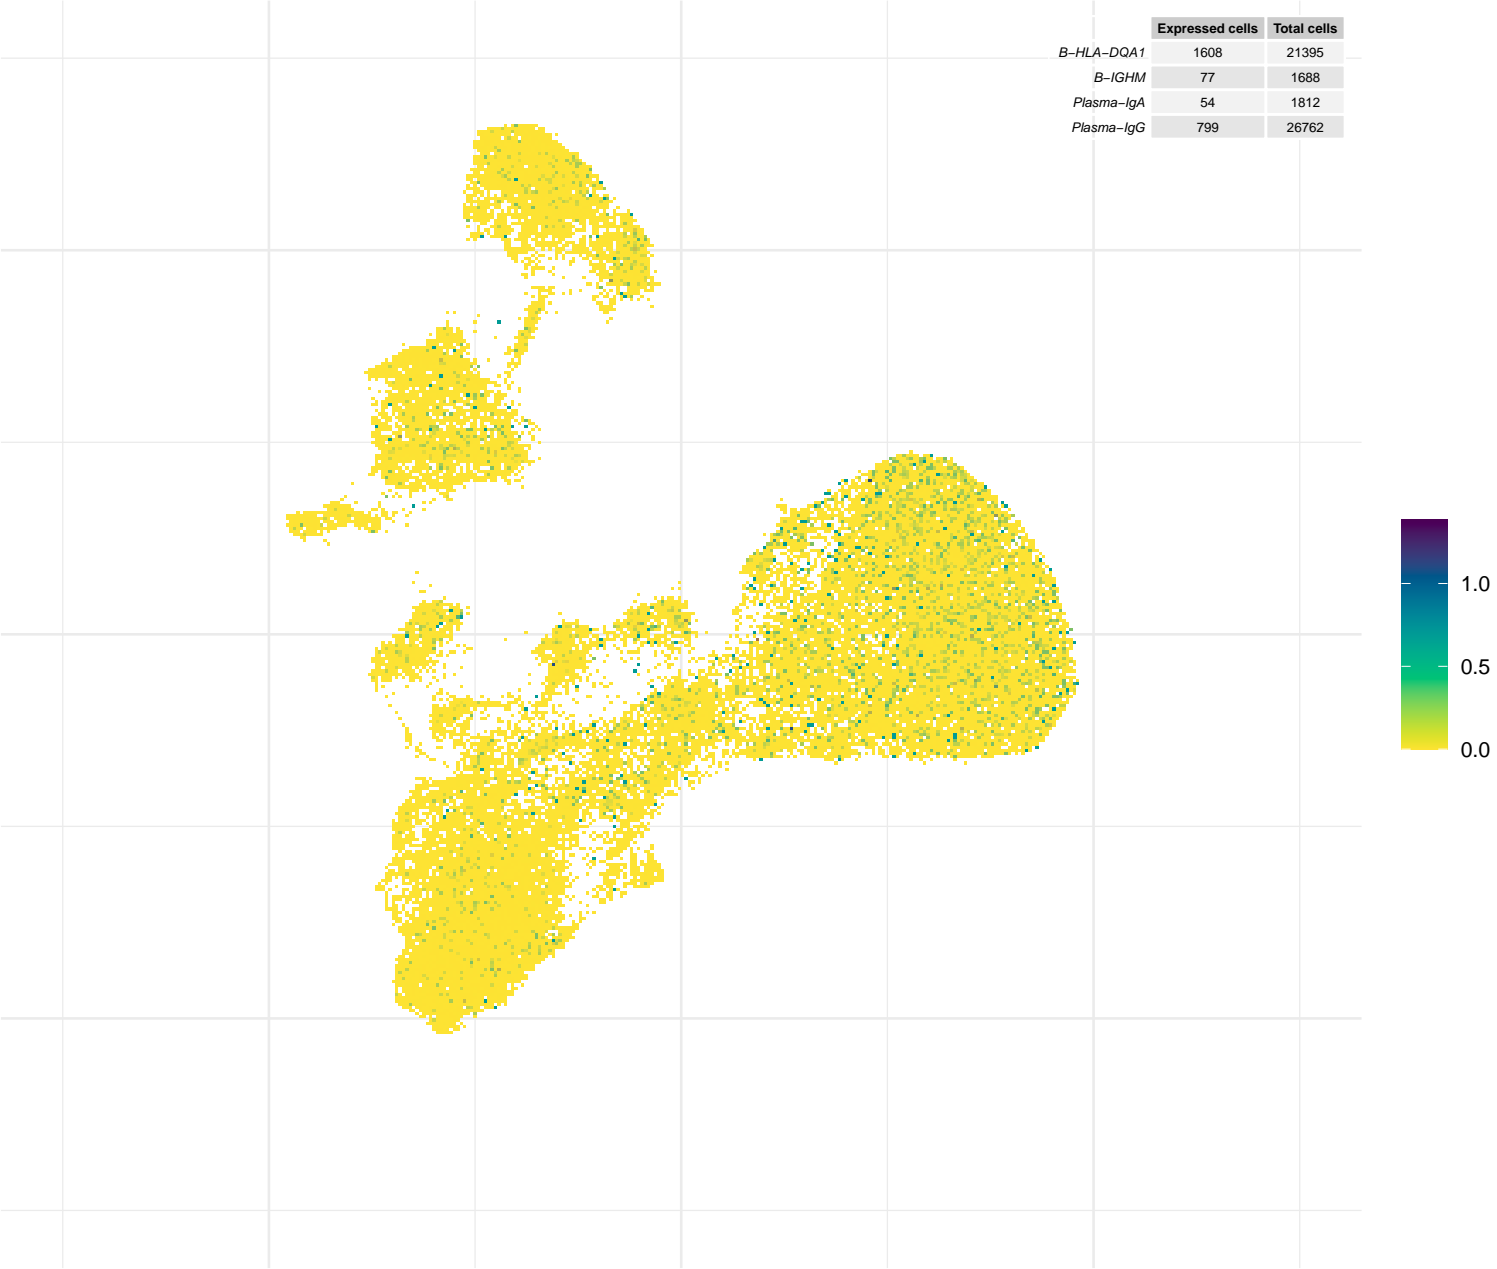 Expressed cells Total cells
B−HLA−DQA1 1608 21395
B−IGHM 77 1688
Plasma−IgA 54 1812
Plasma−IgG 799 26762
1.0
0.5
0.0